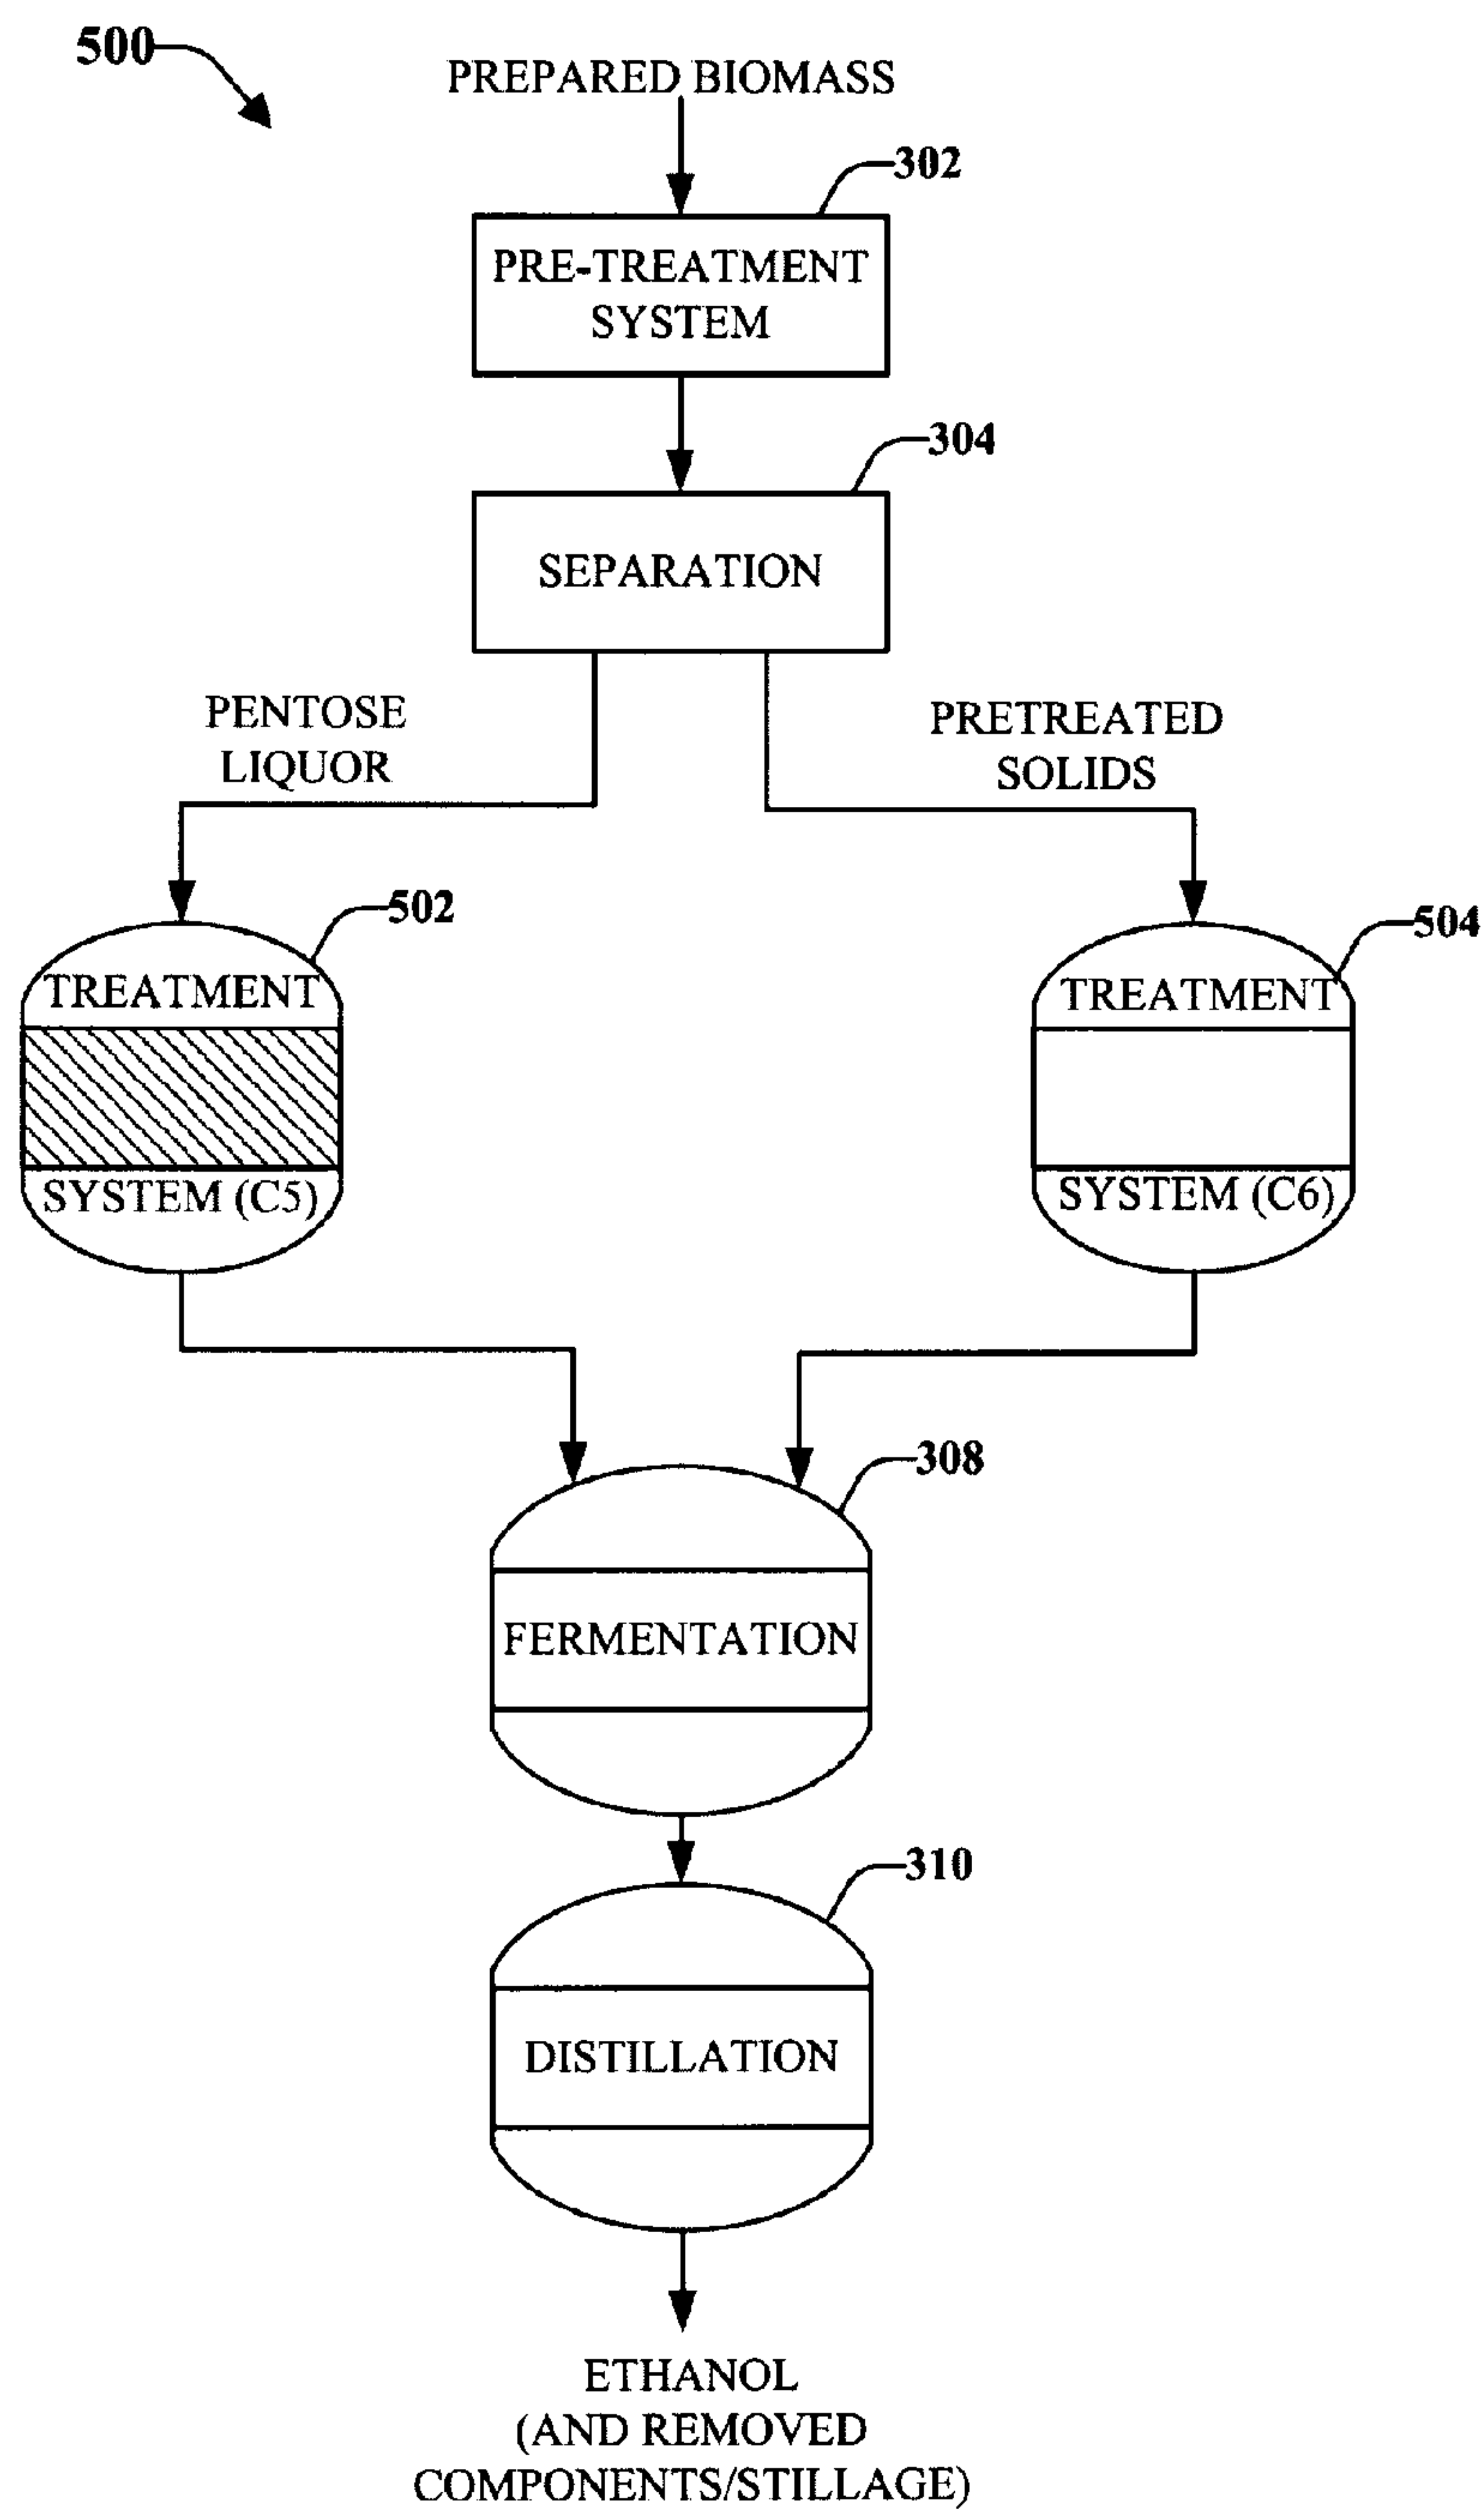 500
PREPARED BIOMASS
302
PRE-TREATMENT
SYSTEM
304
SEPARATION
PENTOSE
LIQUOR
PRETREATED
SOLIDS
502
504
TREATMENT
SYSTEM (C5)
TREATMENT
SYSTEM (C6)
308
FERMENTATION
310
DISTILLATION
ETHANOL
(AND REMOVED
COMPONENTS/STILLAGE)